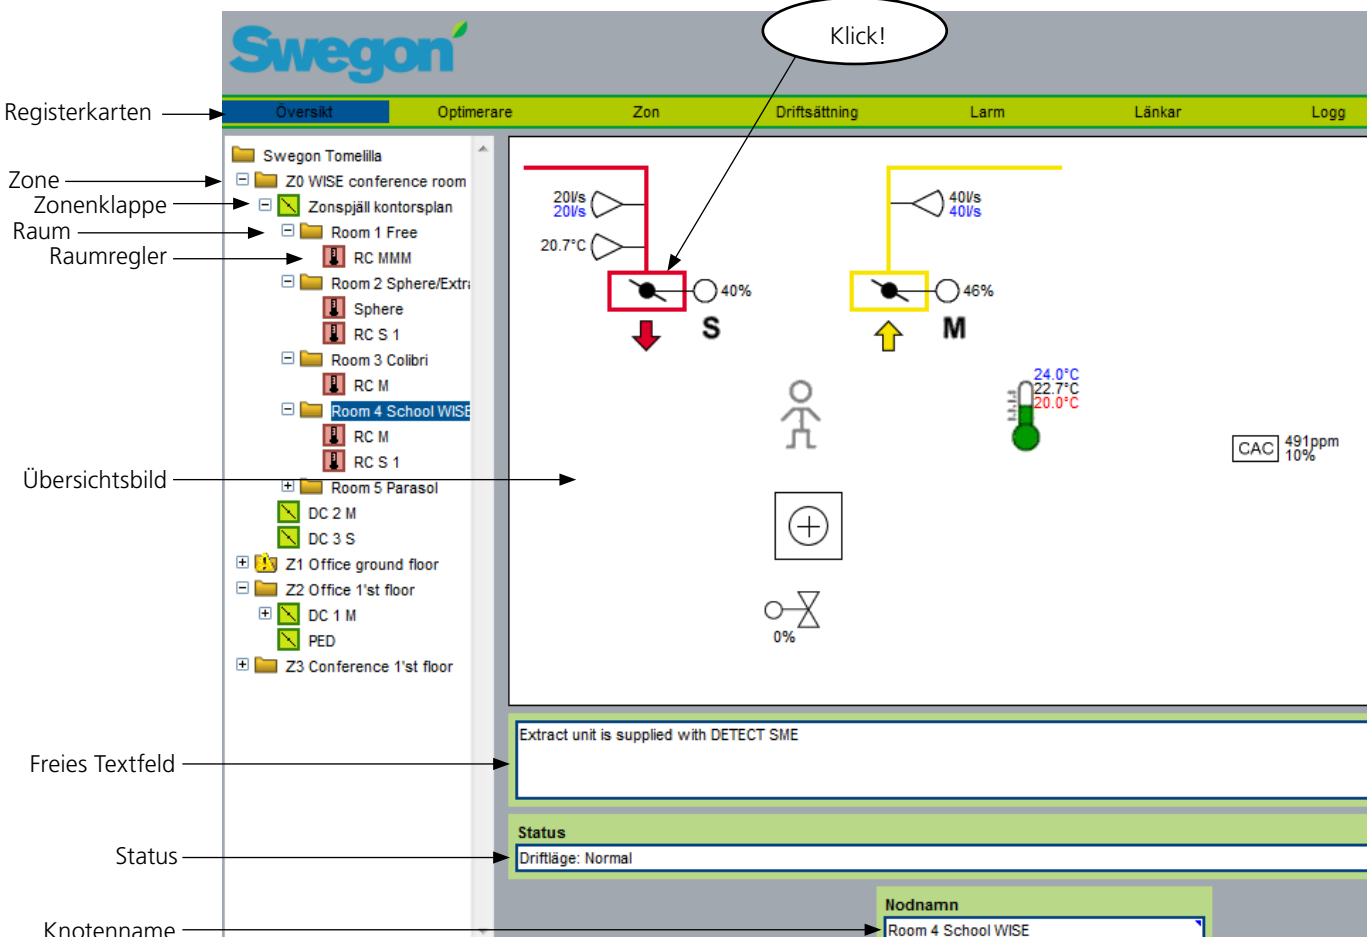 Swegon
Klick!
Registerkarten
Översikt
Optimerare
Zon
Driftsättning
Larm
Länkar
Logg
Swegon Tomelilla
Zone
Z0 WISE conference room
Zonenklappe
Zonspjäll kontorsplan
Raum
Room 1 Free
Raumregler
RC MMM
Room 2 Sphere/Extra
Sphere
RC S 1
Room 3 Colibri
RC M
Room 4 School WISE
RC M
RC S 1
Übersichtsbild
Room 5 Parasol
DC 2 M
DC 3 S
Z1 Office ground floor
Z2 Office 1'st floor
DC 1 M
PED
Z3 Conference 1'st floor
20l/s
20l/s
20.7°C
40%
S
40l/s
40l/s
46%
M
24.0°C
22.7°C
20.0°C
CAC
491ppm
10%
0%
Freies Textfeld
Extract unit is supplied with DETECT SME
Status
Status
Driftläge: Normal
Nodnamn
Knotenname
Room 4 School WISE